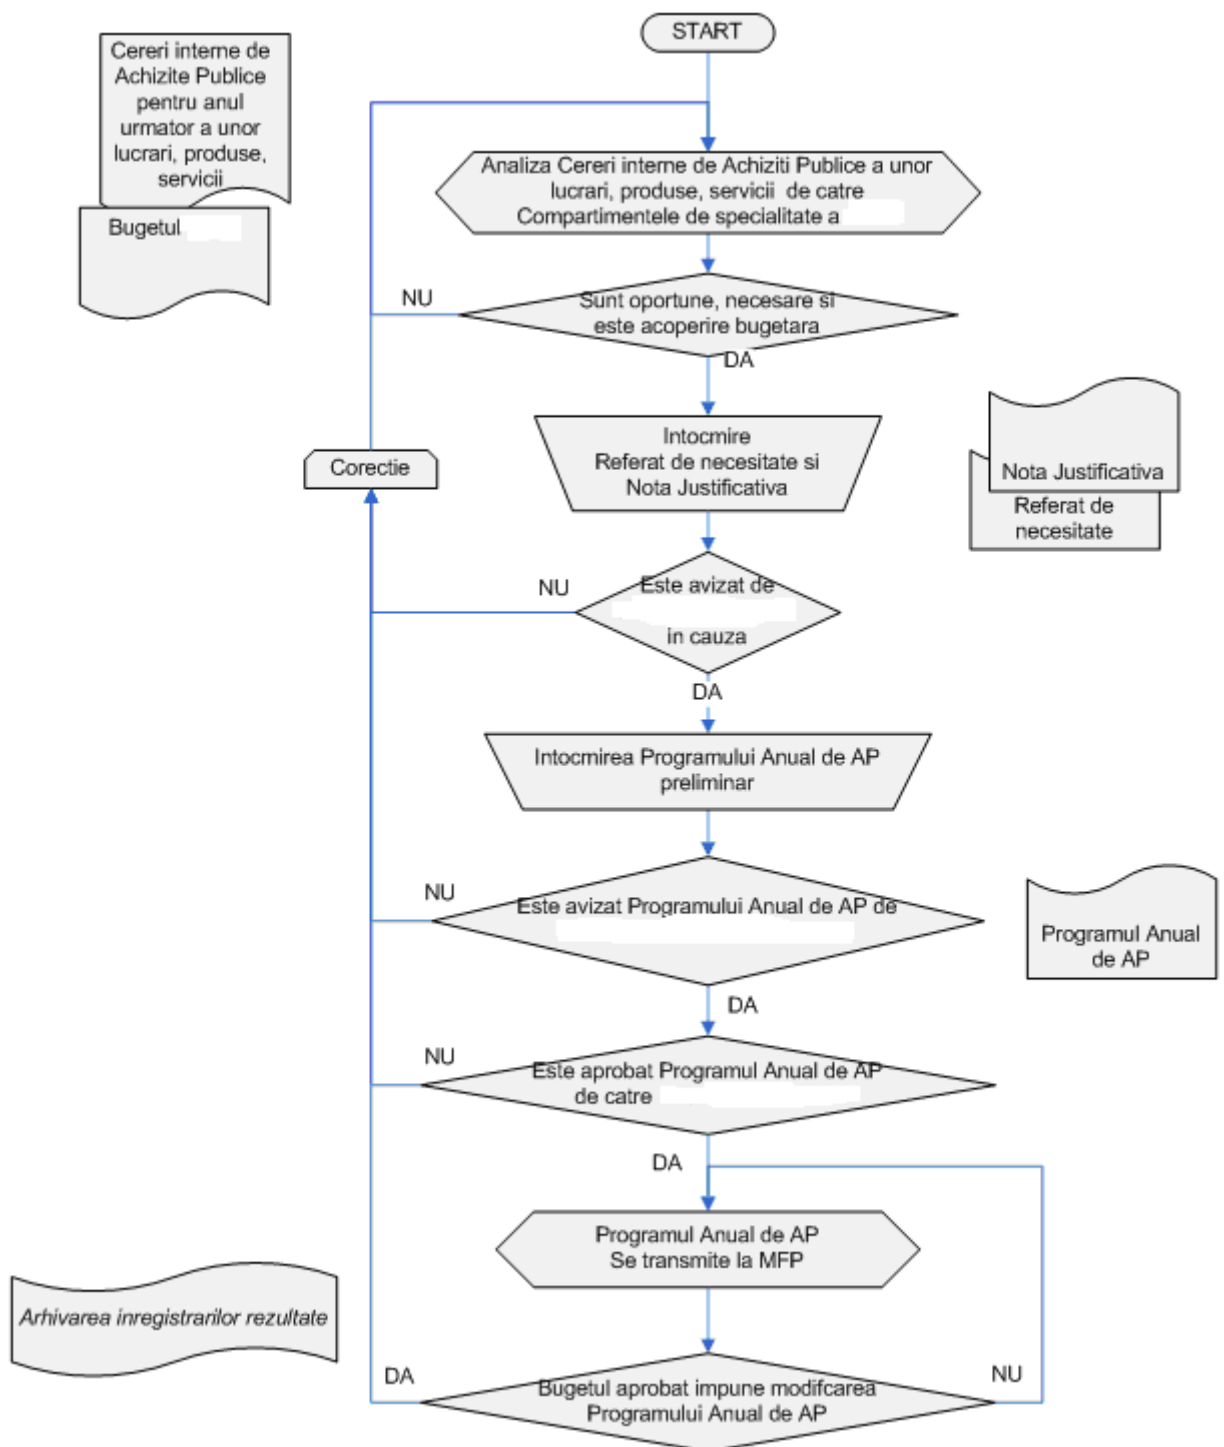 START
Cereri interne de
Achizite Publice
pentru anul
urmator a unor
lucrari, produse,
servicii
Bugetul
Analiza Cereri interne de Achiziti Publice a unor
lucrari, produse, servicii de catre
Compartimentele de specialitate a
NU
Sunt oportune, necesare si
este acoperire bugetara
DA
Intocmire
Referat de necesitate si
Nota Justificativa
Nota Justificativa
Referat de
necesitate
Corectie
NU
Este avizat de
in cauza
DA
Intocmirea Programului Anual de AP
preliminar
NU
Este avizat Programului Anual de AP de
Programul Anual
de AP
DA
NU
Este aprobat Programul Anual de AP
de catre
DA
Programul Anual de AP
Se transmite la MFP
Arhivarea inregistrarilor rezultate
DA
Bugetul aprobat impune modifcarea
Programului Anual de AP
NU